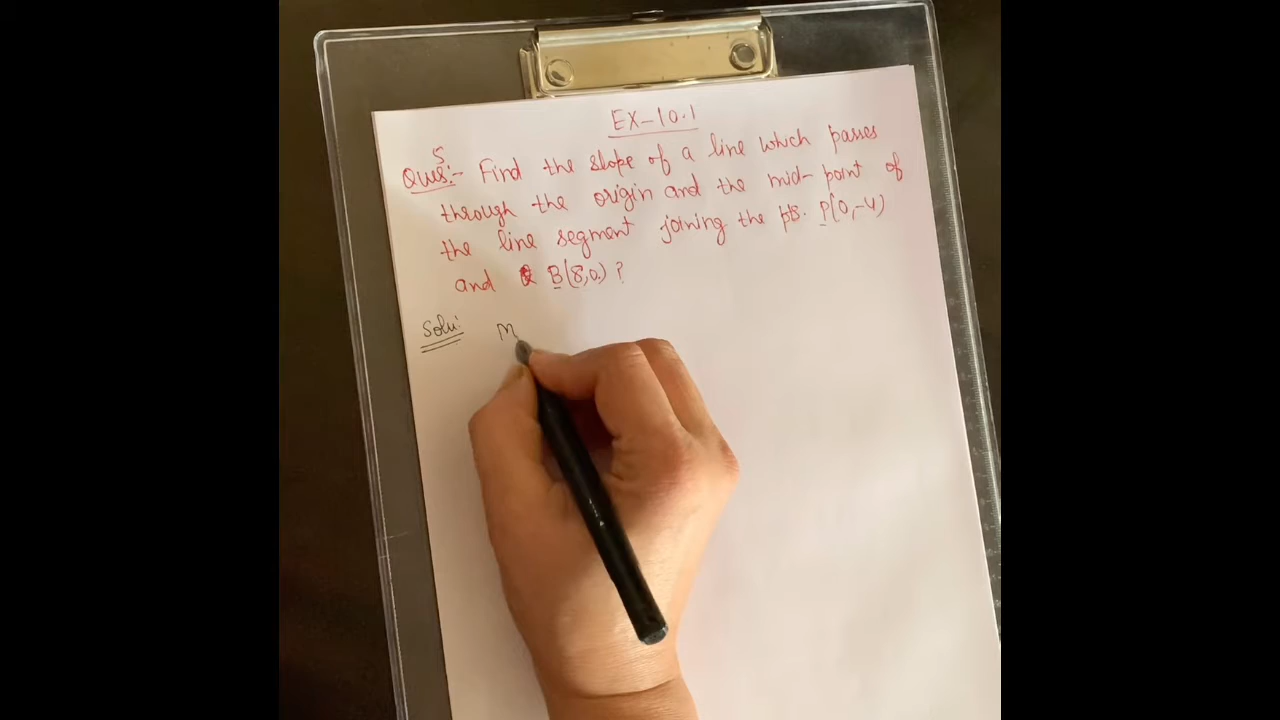 EX-10.1
5
Ques:- Find the slope of a line which passes
through the origin and the mid-point of
the line segment joining the pts. P(0,-4)
and B(8,0) ?
Solu: M